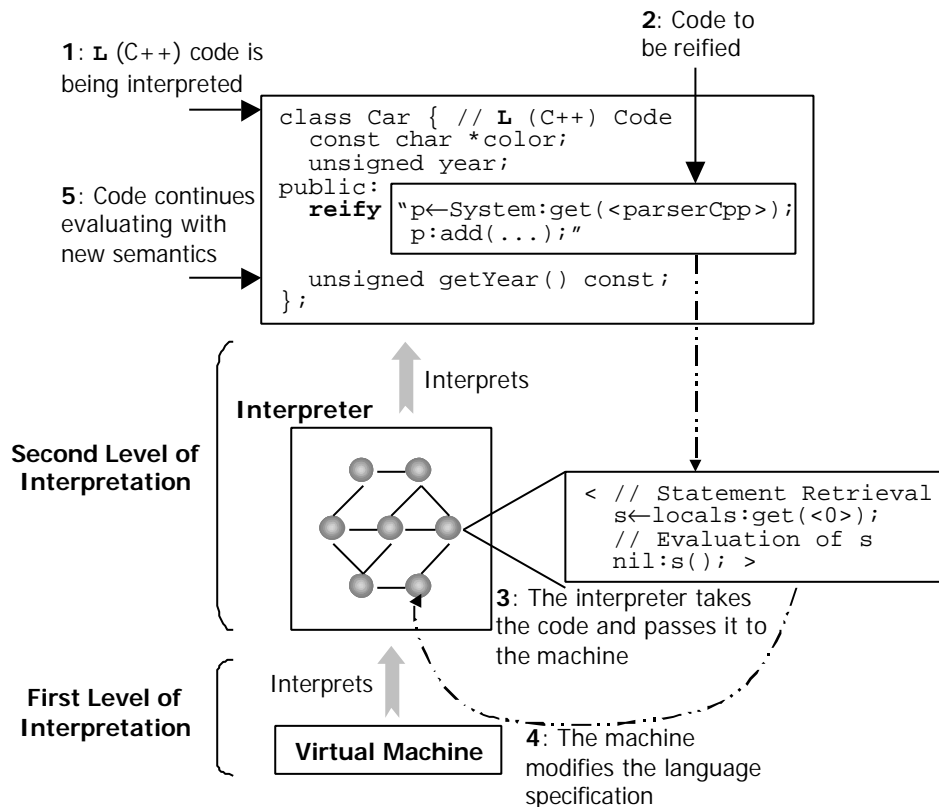 2: Code to
be reified
1: L (C++) code is
being interpreted
class Car { // L (C++) Code
const char *color;
unsigned year;
public:
reify “p←System:get(<parserCpp>);
p:add(...);”
unsigned getYear() const;
};
5: Code continues
evaluating with
new semantics
Interprets
Interpreter
Second Level of
Interpretation
< // Statement Retrieval
s←locals:get(<0>);
// Evaluation of s
nil:s(); >
3: The interpreter takes
the code and passes it to
the machine
First Level of
Interpretation
Interprets
Virtual Machine
4: The machine
modifies the language
specification